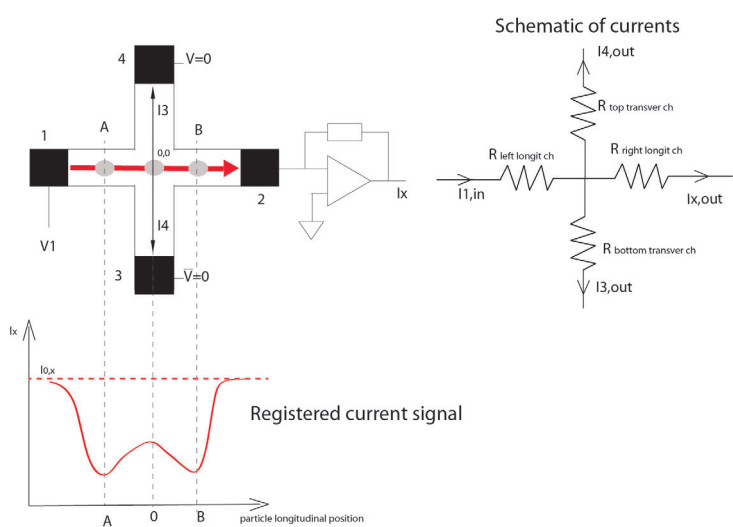 Schematic of currents
4
V=0
I4,out
I3
R top transver ch
1
A
B
0,0
R left longit ch
R right longit ch
I1,in
Ix,out
Ix
2
V1
I4
3
V=0
R bottom transver ch
I3,out
Ix
I0,x
Registered current signal
A
0
B
particle longitudinal position